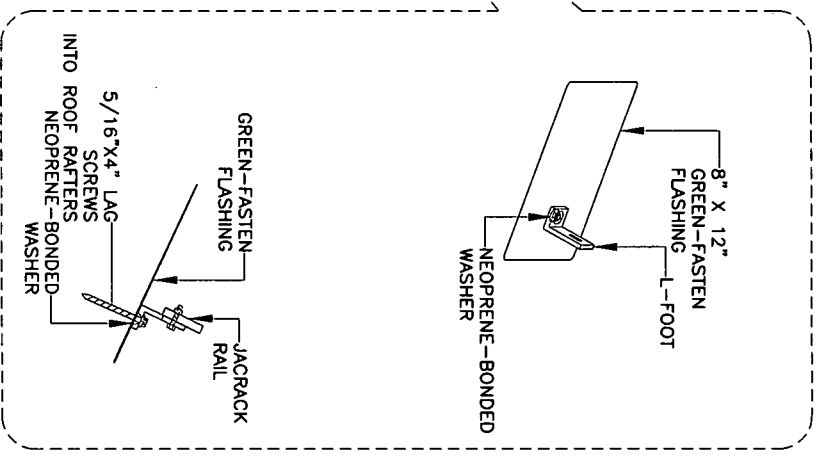 8" X 12"
GREEN-FASTEN
FLASHING
L-FOOT
NEOPRENE-BONDED
WASHER
GREEN-FASTEN
FLASHING
JACRACK
RAIL
5/16"X4" LAG
SCREWS
INTO ROOF RAFTERS
NEOPRENE-BONDED
WASHER